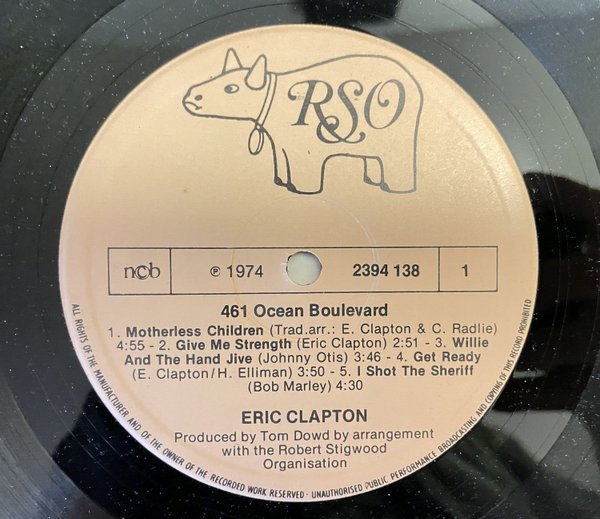 RSO
ncb
℗ 1974
2394 138
1
461 Ocean Boulevard
1. Motherless Children (Trad.arr.: E. Clapton & C. Radlie)
4:55 - 2. Give Me Strength (Eric Clapton) 2:51 - 3. Willie
And The Hand Jive (Johnny Otis) 3:46 - 4. Get Ready
(E. Clapton/H. Elliman) 3:50 - 5. I Shot The Sheriff
(Bob Marley) 4:30
ERIC CLAPTON
Produced by Tom Dowd by arrangement
with the Robert Stigwood
Organisation
ALL RIGHTS OF THE MANUFACTURER AND OF THE OWNER OF THE RECORDED WORK RESERVED · UNAUTHORISED PUBLIC PERFORMANCE BROADCASTING AND COPYING OF THIS RECORD PROHIBITED